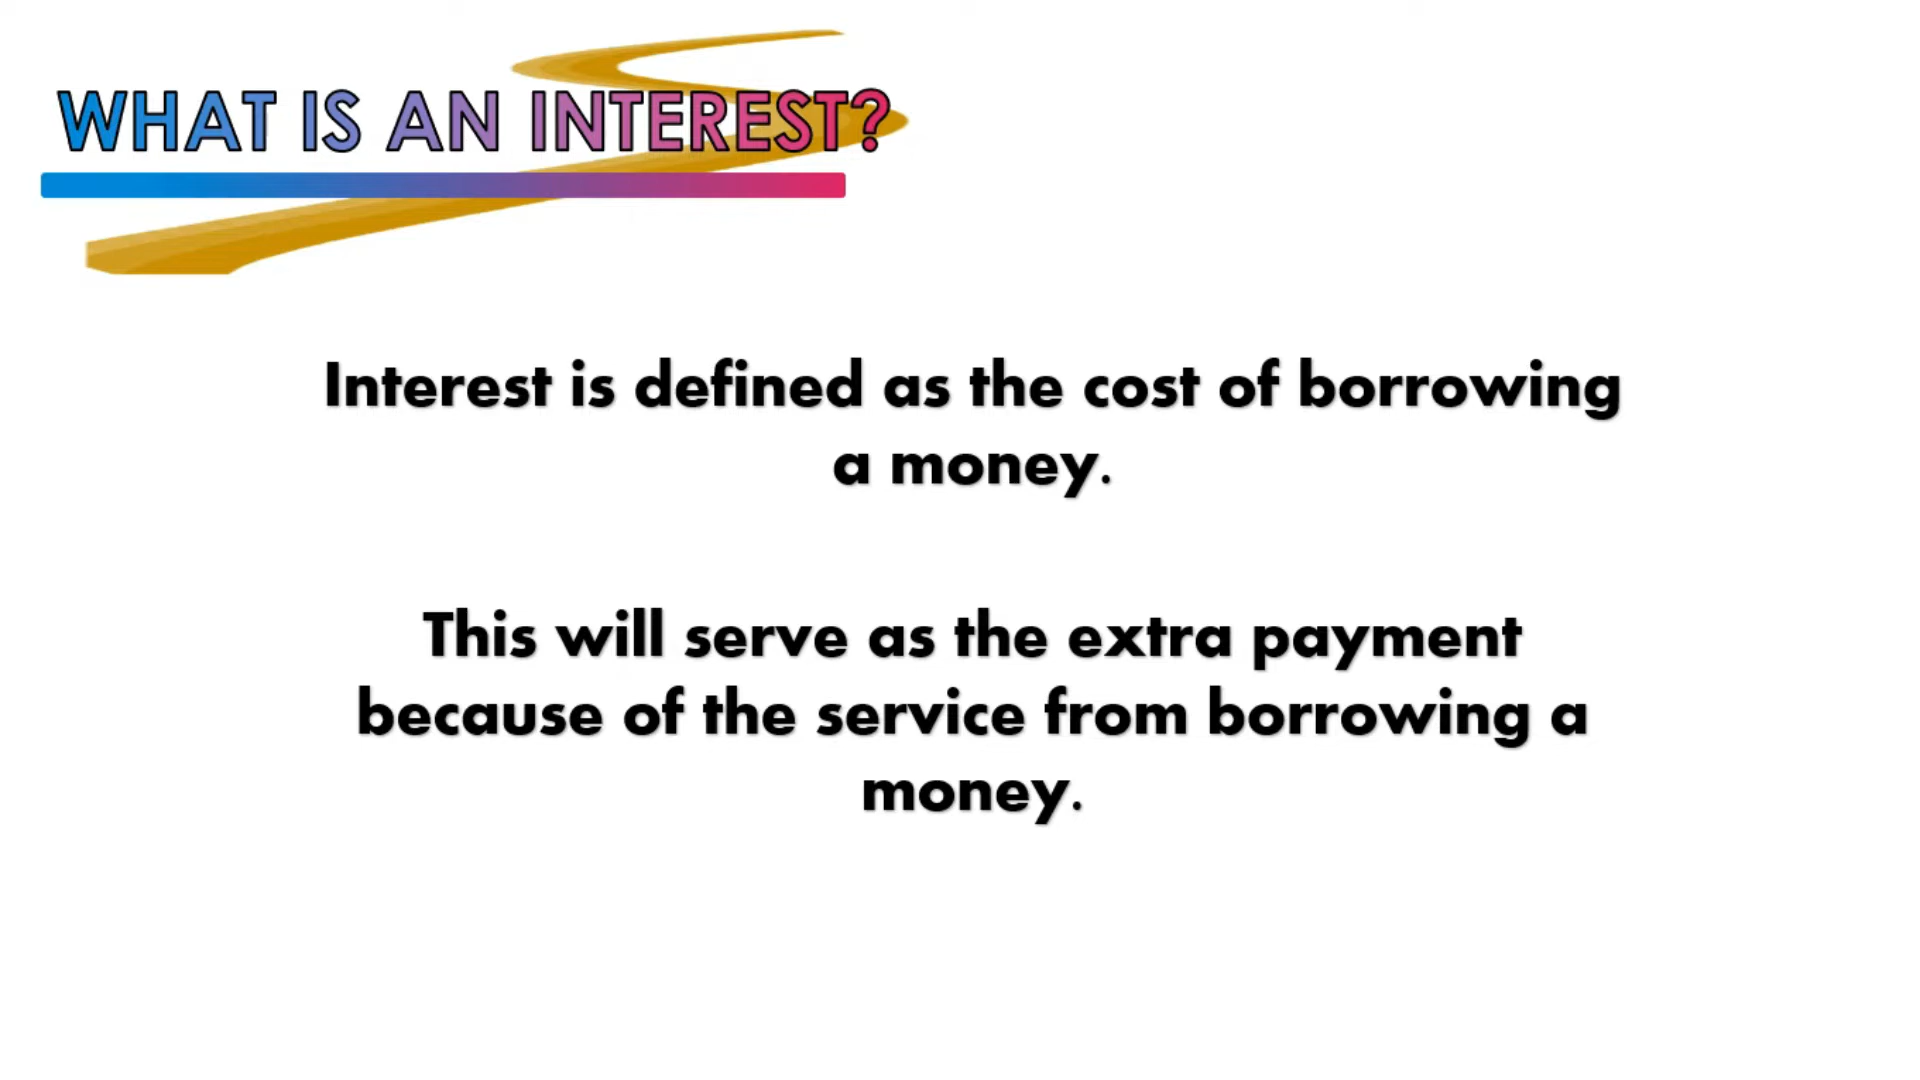 WHAT IS AN INTEREST?
Interest is defined as the cost of borrowing
a money.
This will serve as the extra payment
because of the service from borrowing a
money.